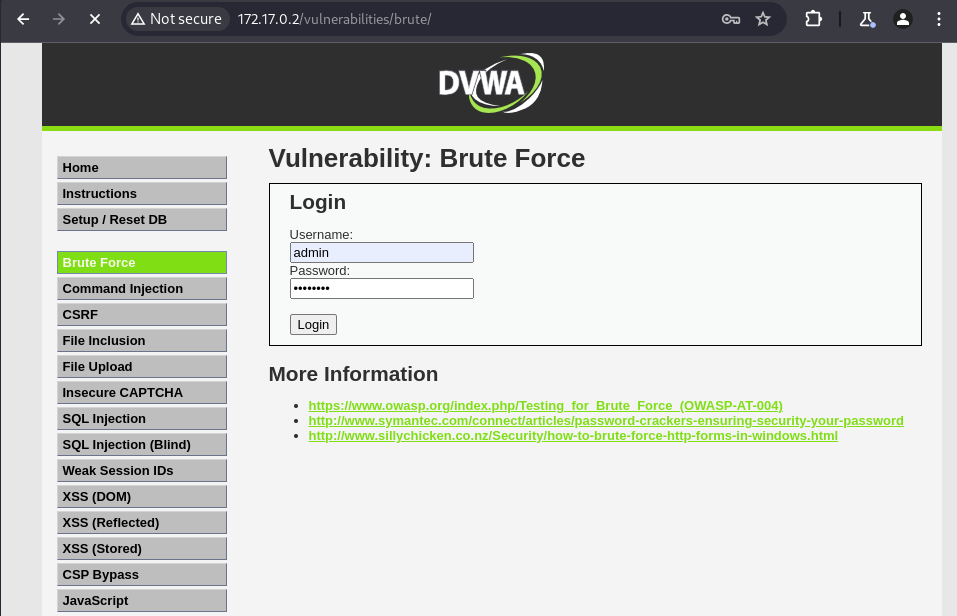 Not secure 172.17.0.2/vulnerabilities/brute/
DVWA
Home
Instructions
Setup / Reset DB
Brute Force
Command Injection
CSRF
File Inclusion
File Upload
Insecure CAPTCHA
SQL Injection
SQL Injection (Blind)
Weak Session IDs
XSS (DOM)
XSS (Reflected)
XSS (Stored)
CSP Bypass
JavaScript
Vulnerability: Brute Force
Login
Username:
admin
Password:
••••••••
Login
More Information
• https://www.owasp.org/index.php/Testing_for_Brute_Force_(OWASP-AT-004)
• http://www.symantec.com/connect/articles/password-crackers-ensuring-security-your-password
• http://www.sillychicken.co.nz/Security/how-to-brute-force-http-forms-in-windows.html